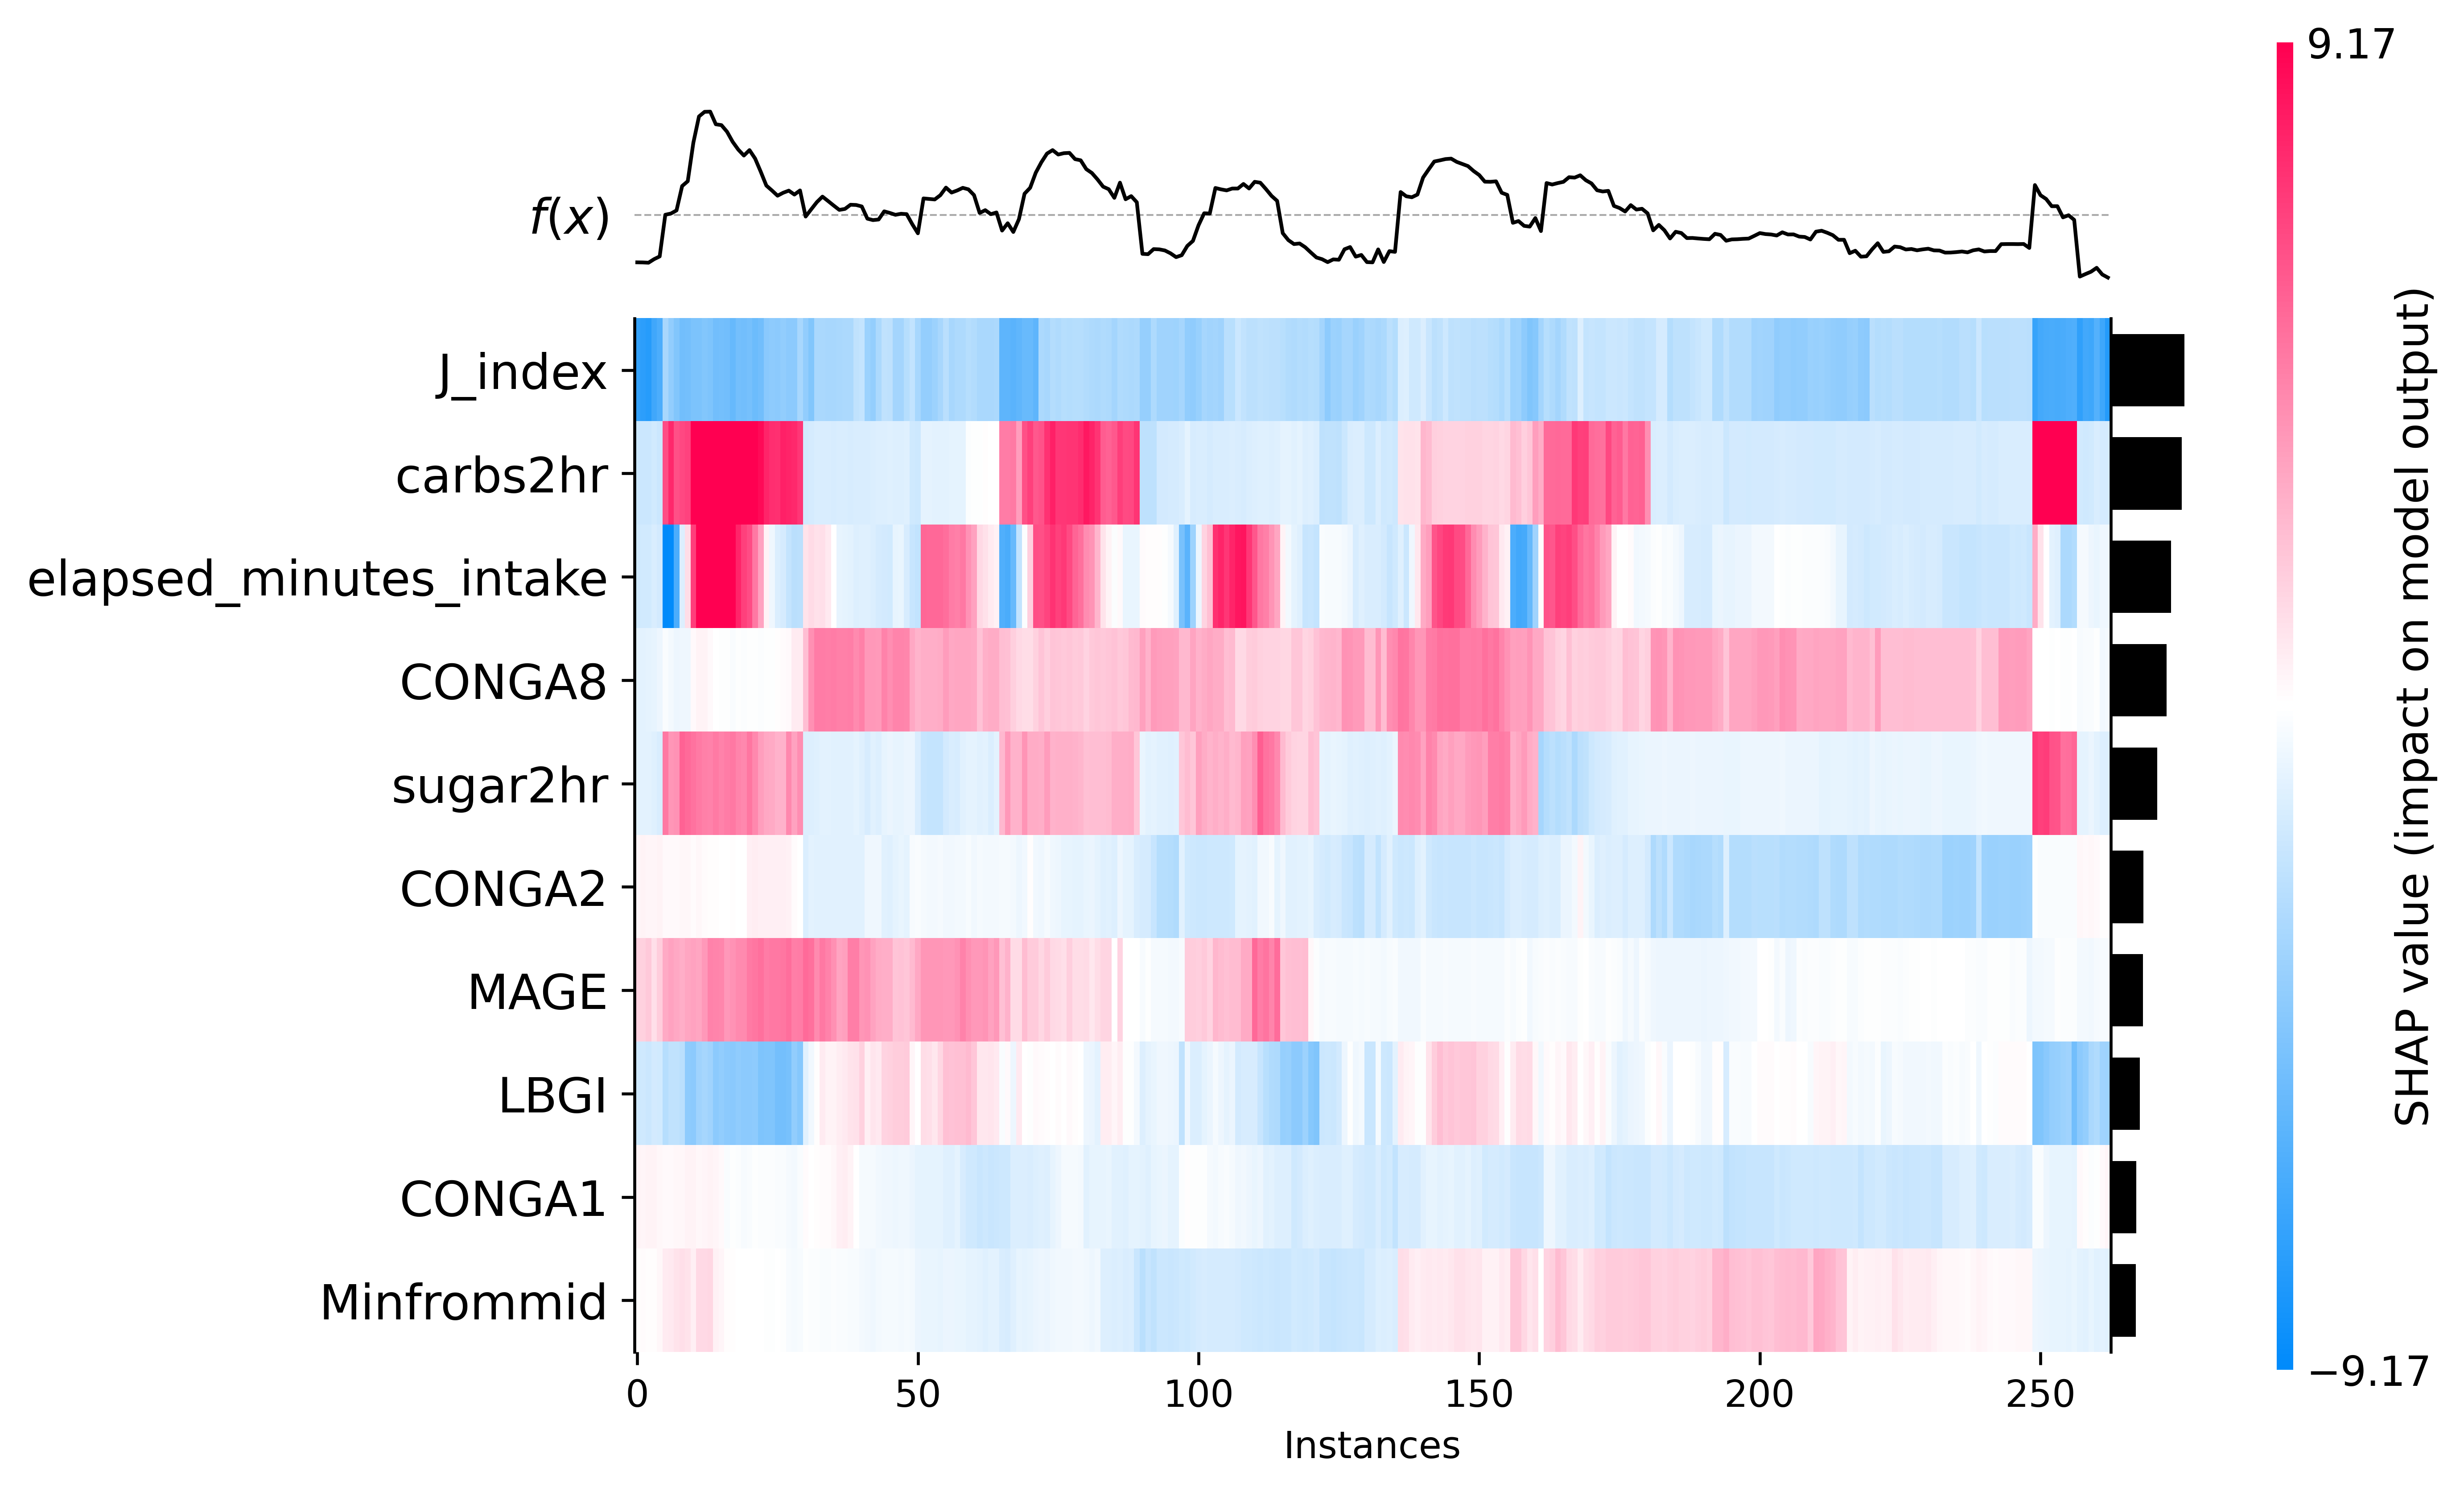 9.17
f(x)
J_index
carbs2hr
elapsed_minutes_intake
CONGA8
sugar2hr
CONGA2
MAGE
LBGI
CONGA1
Minfrommid
0 50 100 150 200 250
Instances
−9.17
SHAP value (impact on model output)